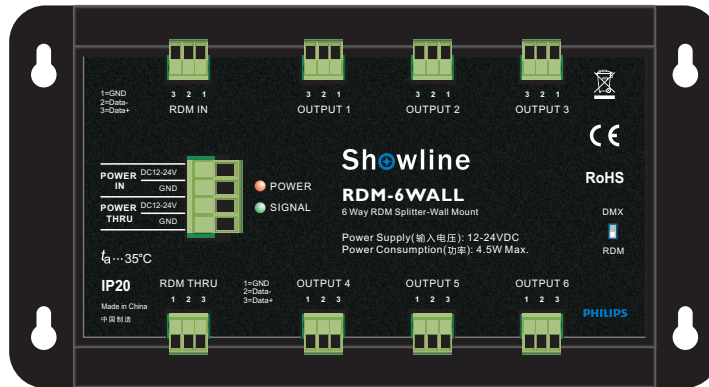 3 2 1
3 2 1
3 2 1
3 2 1
1=GND
2=Data-
3=Data+
RDM IN
OUTPUT 1
OUTPUT 2
OUTPUT 3
CE
Showline
RoHS
POWER IN
DC12-24V
GND
POWER THRU
DC12-24V
GND
POWER
SIGNAL
RDM-6WALL
6 Way RDM Splitter-Wall Mount
DMX
RDM
Power Supply(输入电压): 12-24VDC
Power Consumption(功率): 4.5W Max.
ta···35°C
IP20
RDM THRU
1=GND
2=Data-
3=Data+
OUTPUT 4
OUTPUT 5
OUTPUT 6
1 2 3
1 2 3
1 2 3
1 2 3
Made in China
中国制造
PHILIPS